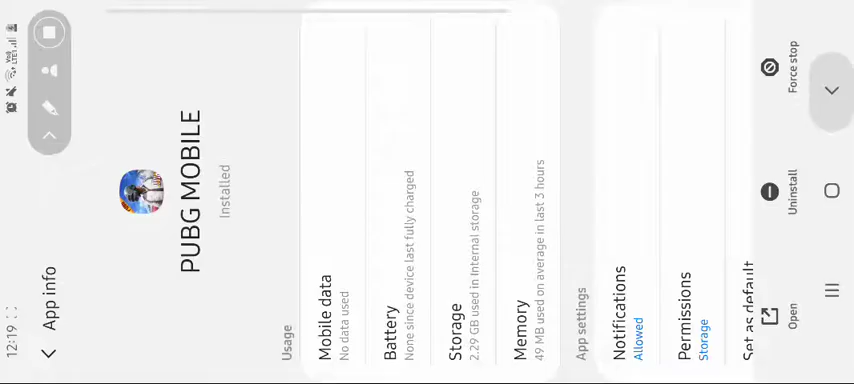 12:19
App info
PUBG MOBILE
Installed
Usage
Mobile data
No data used
Battery
None since device last fully charged
Storage
2.29 GB used in Internal storage
Memory
49 MB used on average in last 3 hours
App settings
Notifications
Allowed
Permissions
Storage
Set as default
Open
Uninstall
Force stop